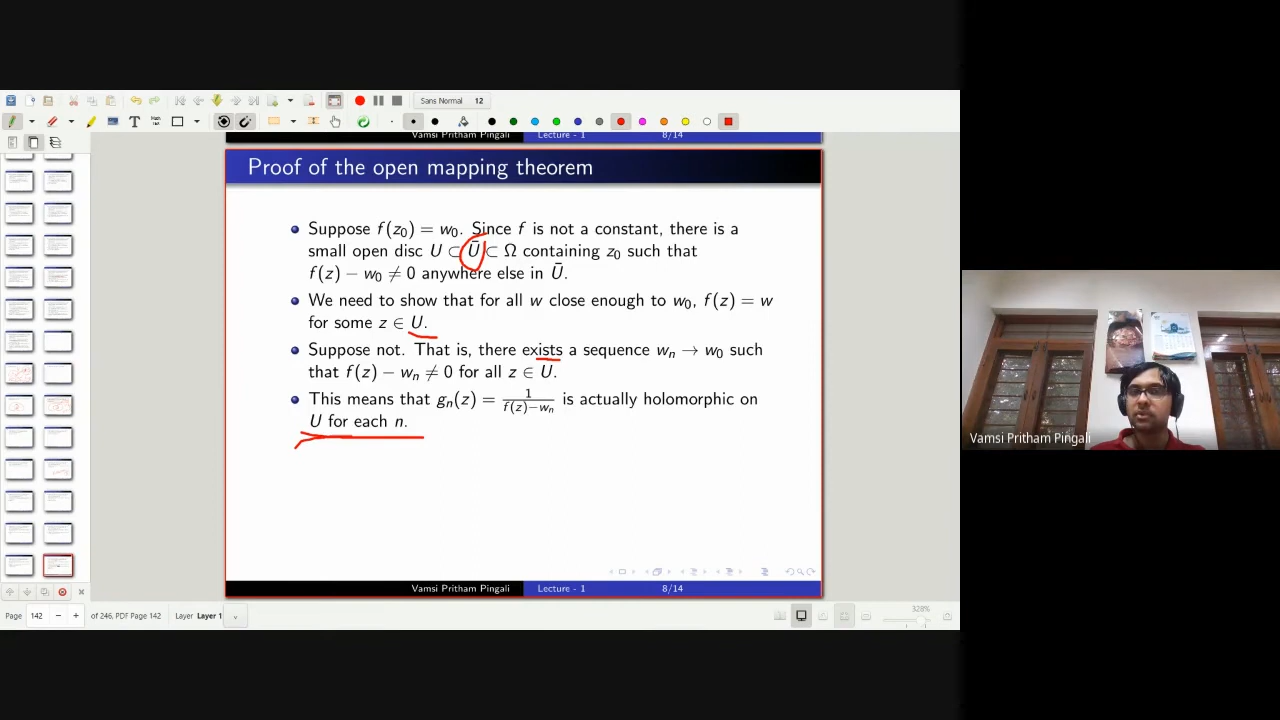 Sans Normal 12
Vamsi Pritham Pingali Lecture - 1 8/14
Proof of the open mapping theorem
Suppose f(z₀) = w₀. Since f is not a constant, there is a
small open disc U ⊂ Ū ⊂ Ω containing z₀ such that
f(z) − w₀ ≠ 0 anywhere else in Ū.
We need to show that for all w close enough to w₀, f(z) = w
for some z ∈ U.
Suppose not. That is, there exists a sequence wₙ → w₀ such
that f(z) − wₙ ≠ 0 for all z ∈ U.
This means that gₙ(z) = 1/(f(z)−wₙ) is actually holomorphic on
U for each n.
Vamsi Pritham Pingali Lecture - 1 8/14
Page 142 of 246, PDF Page 142 Layer Layer 1 328%
Vamsi Pritham Pingali